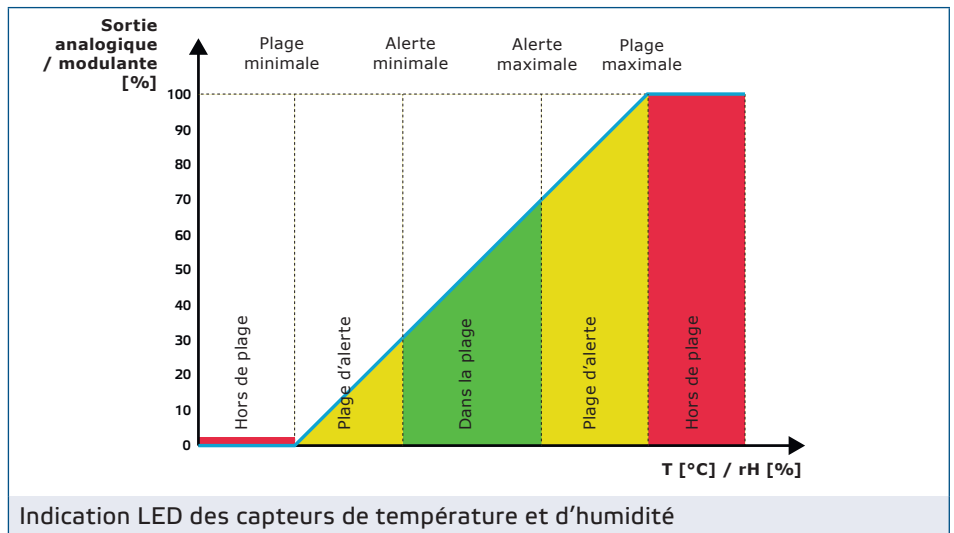 Sortie
analogique
/ modulante
[%]
Plage
minimale
Alerte
minimale
Alerte
maximale
Plage
maximale
100
90
80
70
60
50
40
30
20
10
0
Hors de plage
Plage d’alerte
Dans la plage
Plage d’alerte
Hors de plage
T [°C] / rH [%]
Indication LED des capteurs de température et d’humidité